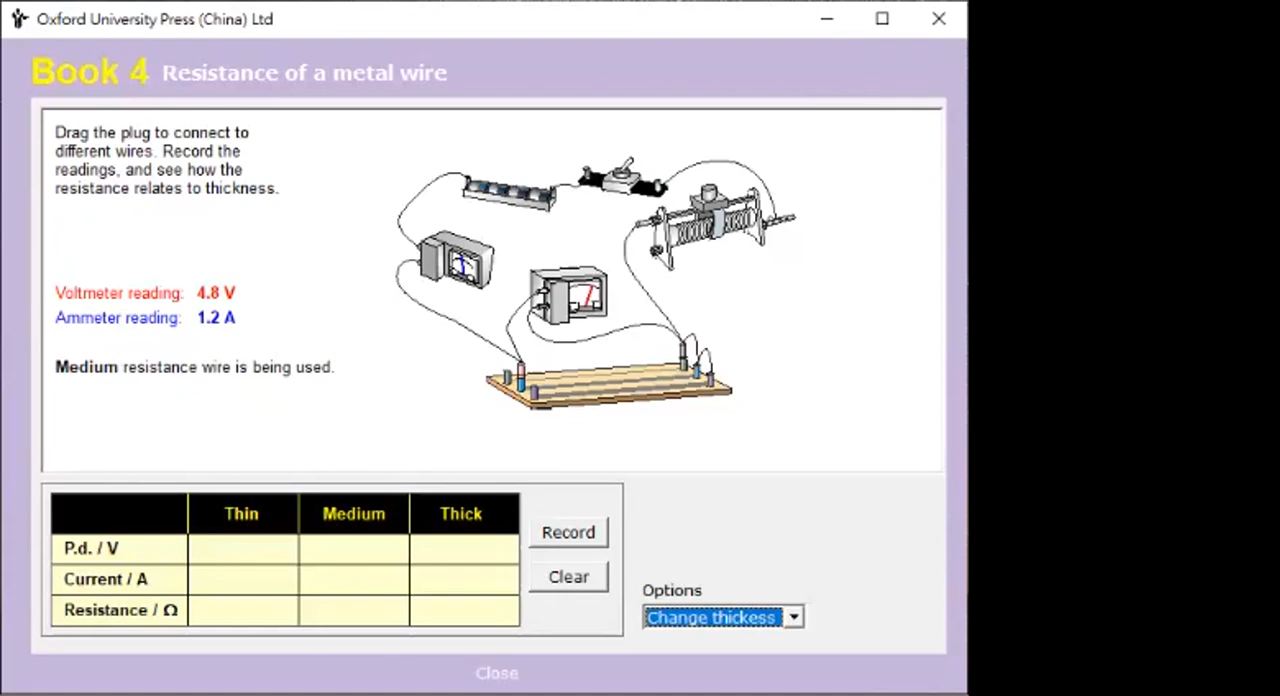 Oxford University Press (China) Ltd
Book 4 Resistance of a metal wire
Drag the plug to connect to
different wires. Record the
readings, and see how the
resistance relates to thickness.
Voltmeter reading: 4.8 V
Ammeter reading: 1.2 A
Medium resistance wire is being used.
Thin Medium Thick
P.d. / V
Current / A
Resistance / Ω
Record
Clear
Options
Change thickess
Close